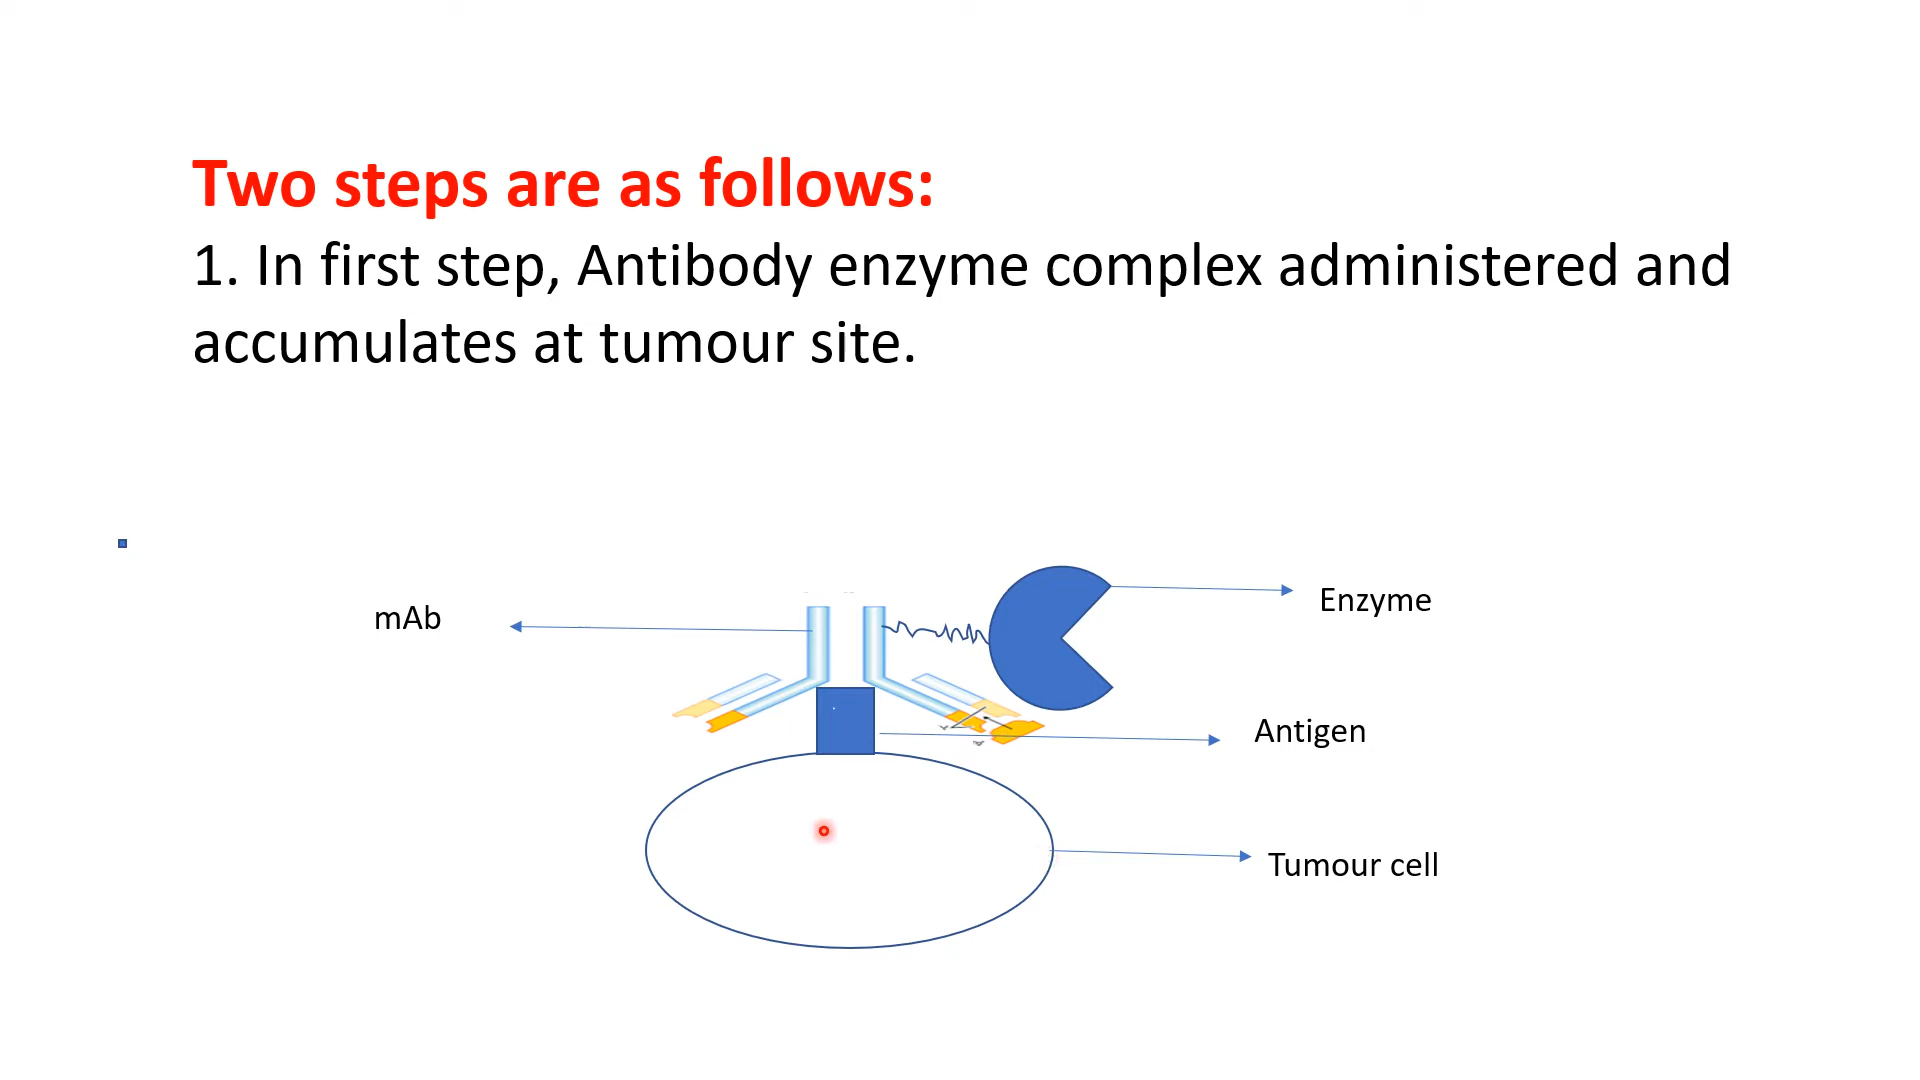 Two steps are as follows:
1. In first step, Antibody enzyme complex administered and
accumulates at tumour site.
Enzyme
mAb
Antigen
Tumour cell